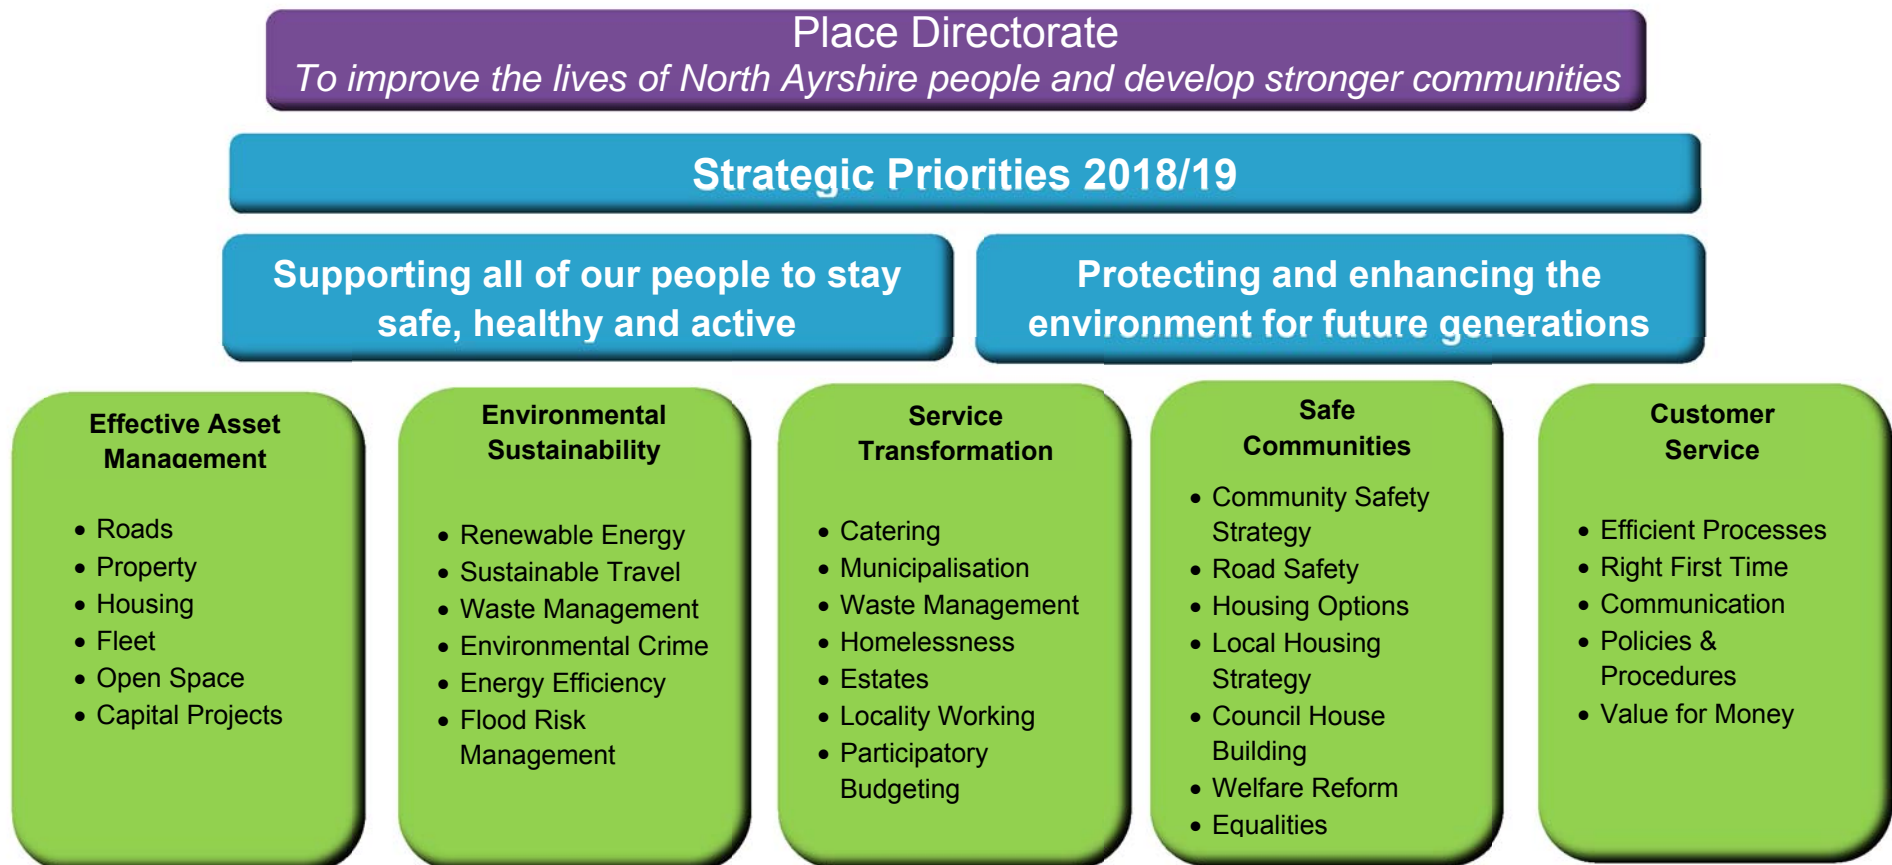 Place Directorate
To improve the lives of North Ayrshire people and develop stronger communities
Strategic Priorities 2018/19
Supporting all of our people to stay
safe, healthy and active
Protecting and enhancing the
environment for future generations
Effective Asset
Management
• Roads
• Property
• Housing
• Fleet
• Open Space
• Capital Projects
Environmental
Sustainability
• Renewable Energy
• Sustainable Travel
• Waste Management
• Environmental Crime
• Energy Efficiency
• Flood Risk
Management
Service
Transformation
• Catering
• Municipalisation
• Waste Management
• Homelessness
• Estates
• Locality Working
• Participatory
Budgeting
Safe
Communities
• Community Safety
Strategy
• Road Safety
• Housing Options
• Local Housing
Strategy
• Council House
Building
• Welfare Reform
• Equalities
Customer
Service
• Efficient Processes
• Right First Time
• Communication
• Policies &
Procedures
• Value for Money